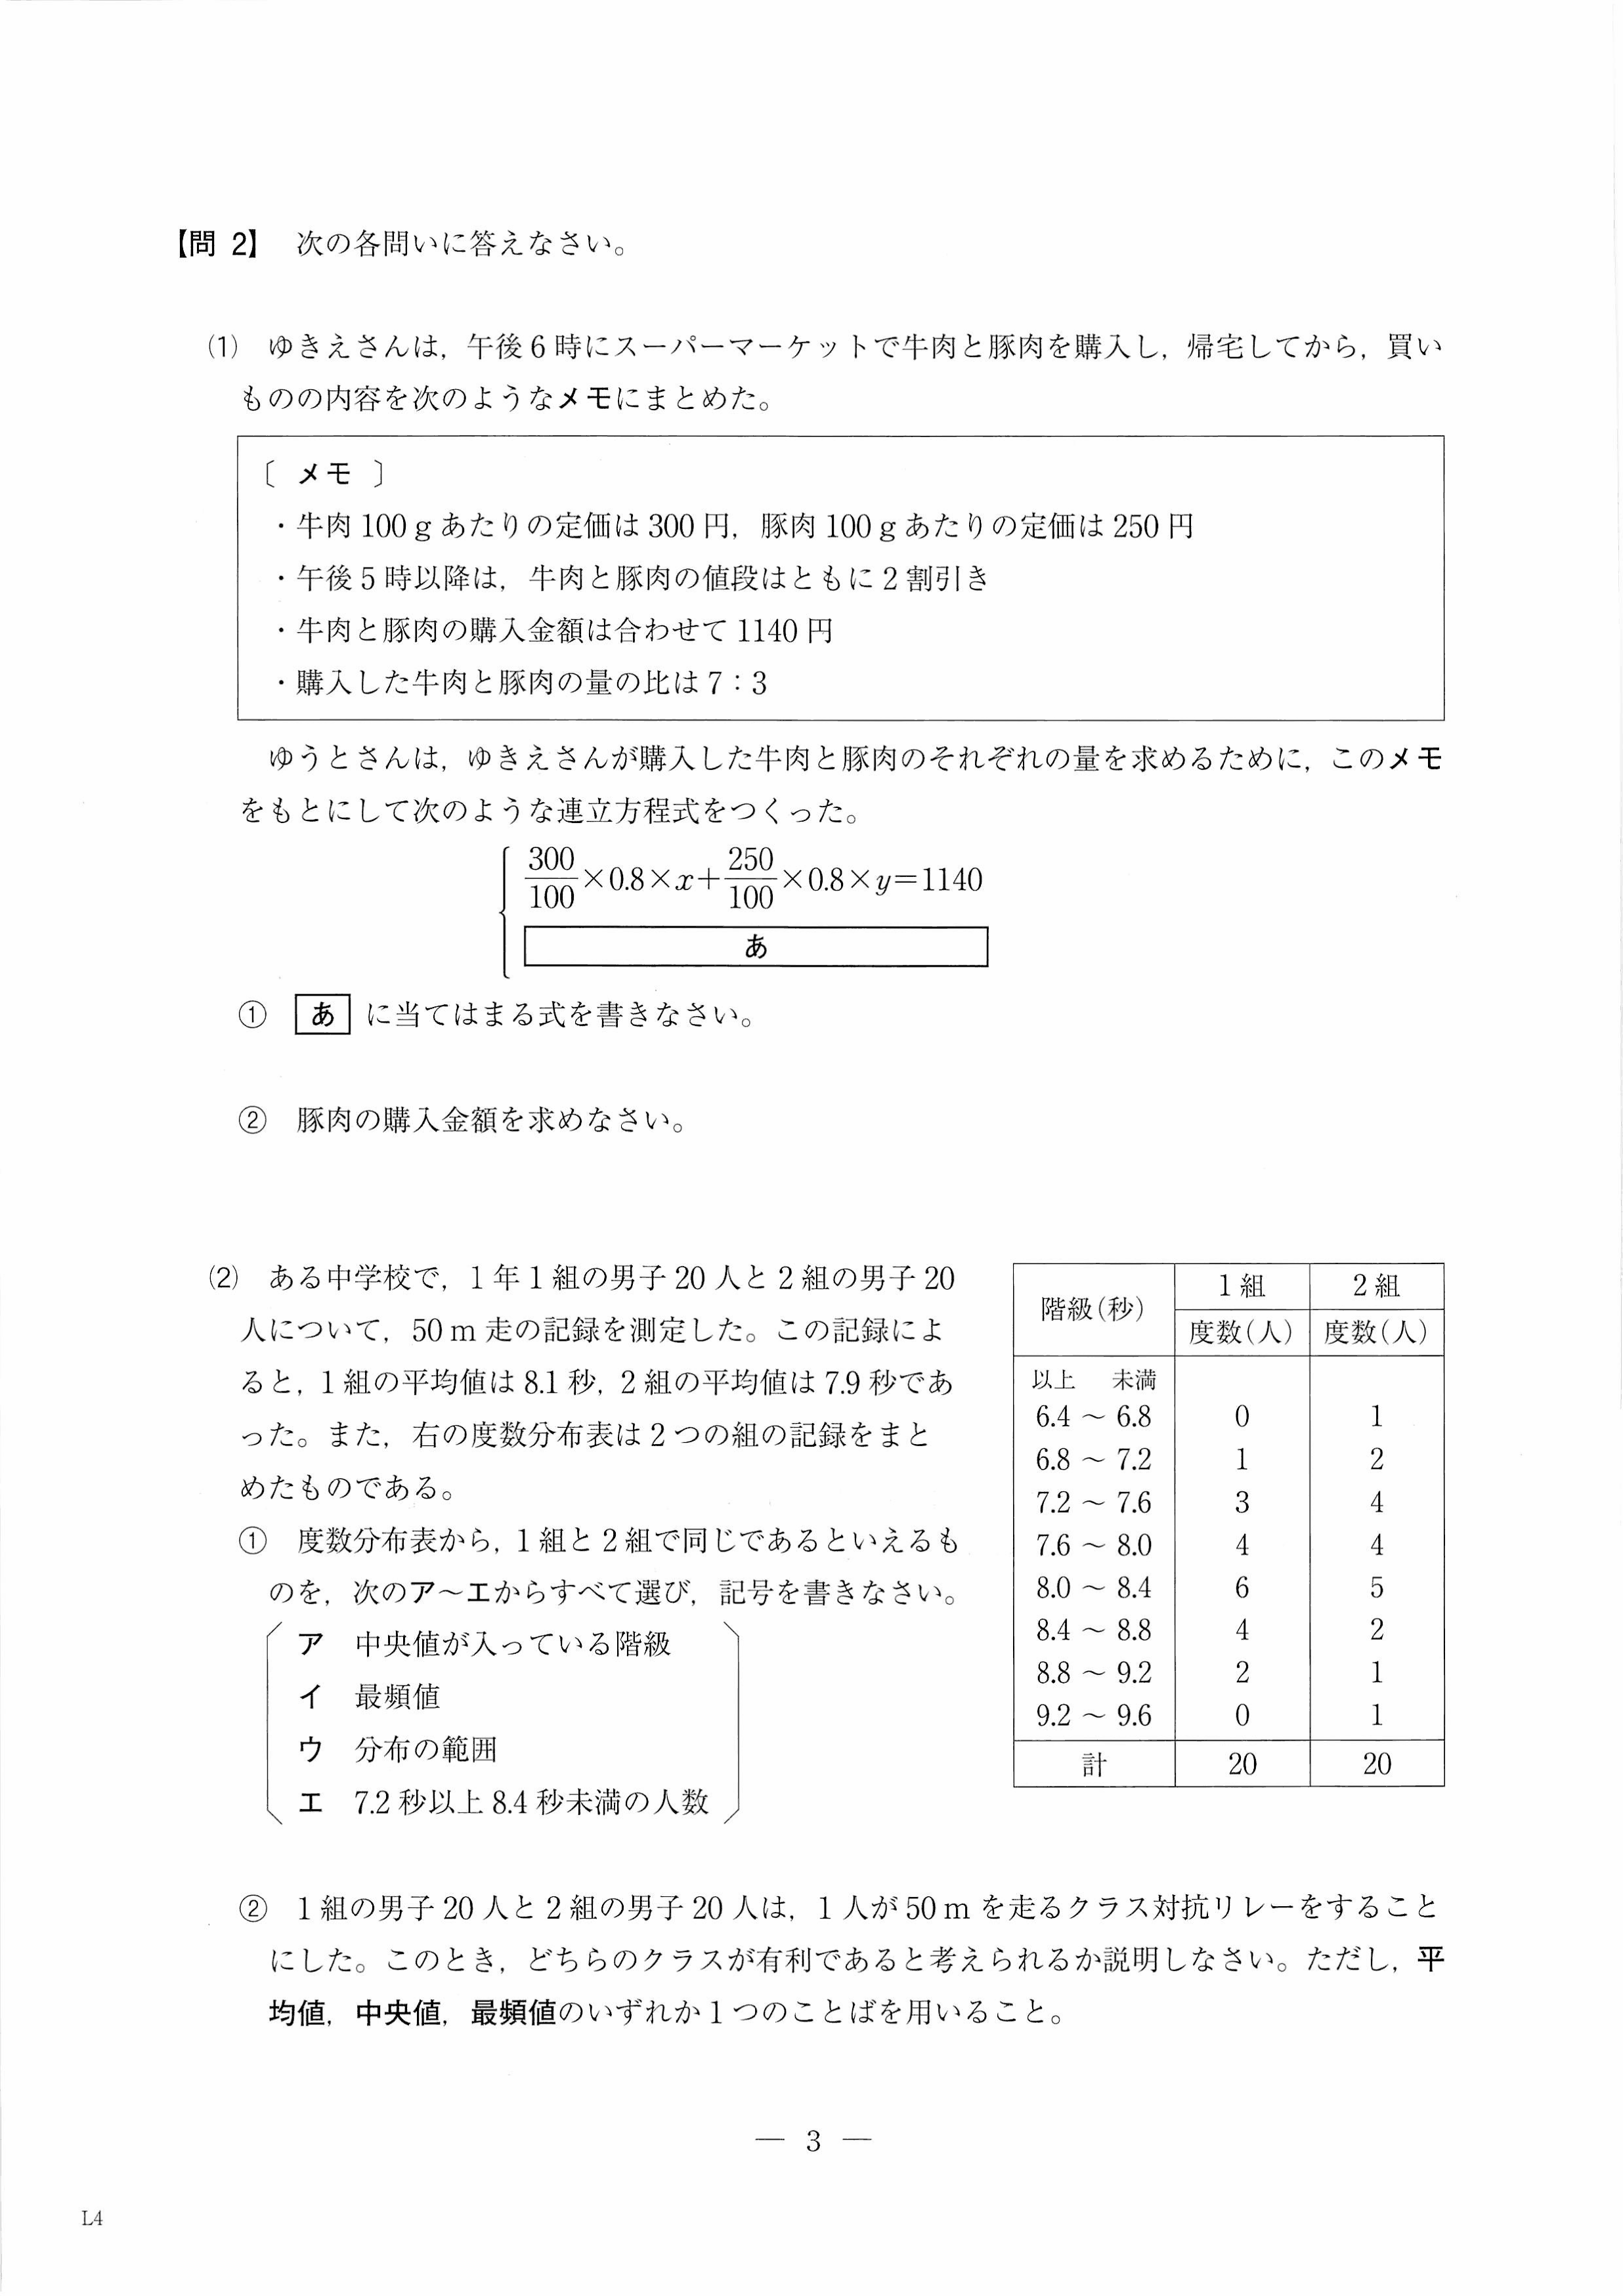 【問 2】　次の各問いに答えなさい。
(1)　ゆきえさんは，午後6時にスーパーマーケットで牛肉と豚肉を購入し，帰宅してから，買い
ものの内容を次のようなメモにまとめた。
〔 メモ 〕
・牛肉 100 g あたりの定価は 300 円，豚肉 100 g あたりの定価は 250 円
・午後5時以降は，牛肉と豚肉の値段はともに2割引き
・牛肉と豚肉の購入金額は合わせて 1140 円
・購入した牛肉と豚肉の量の比は 7：3
ゆうとさんは，ゆきえさんが購入した牛肉と豚肉のそれぞれの量を求めるために，このメモ
をもとにして次のような連立方程式をつくった。
300/100×0.8×x＋250/100×0.8×y＝1140
あ
①　あ に当てはまる式を書きなさい。
②　豚肉の購入金額を求めなさい。
(2)　ある中学校で，1年1組の男子 20 人と2組の男子 20
人について，50 m 走の記録を測定した。この記録によ
ると，1組の平均値は 8.1 秒，2組の平均値は 7.9 秒であ
った。また，右の度数分布表は2つの組の記録をまと
めたものである。
①　度数分布表から，1組と2組で同じであるといえるも
のを，次のア〜エからすべて選び，記号を書きなさい。
ア　中央値が入っている階級
イ　最頻値
ウ　分布の範囲
エ　7.2 秒以上 8.4 秒未満の人数
階級(秒)　1組　2組
度数(人)　度数(人)
以上　未満
6.4 〜 6.8　0　1
6.8 〜 7.2　1　2
7.2 〜 7.6　3　4
7.6 〜 8.0　4　4
8.0 〜 8.4　6　5
8.4 〜 8.8　4　2
8.8 〜 9.2　2　1
9.2 〜 9.6　0　1
計　20　20
②　1組の男子 20 人と2組の男子 20 人は，1人が 50 m を走るクラス対抗リレーをすること
にした。このとき，どちらのクラスが有利であると考えられるか説明しなさい。ただし，平
均値，中央値，最頻値のいずれか1つのことばを用いること。
— 3 —
L4